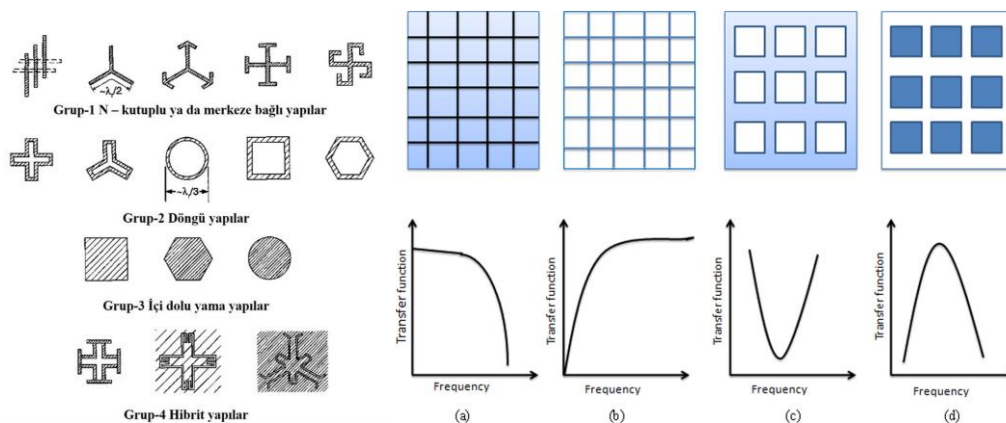 ~λ/2
Grup-1 N – kutuplu ya da merkeze bağlı yapılar
~λ/3
Grup-2 Döngü yapılar
Grup-3 İçi dolu yama yapılar
Grup-4 Hibrit yapılar
Transfer function
Frequency
(a)
Transfer function
Frequency
(b)
Transfer function
Frequency
(c)
Transfer function
Frequency
(d)